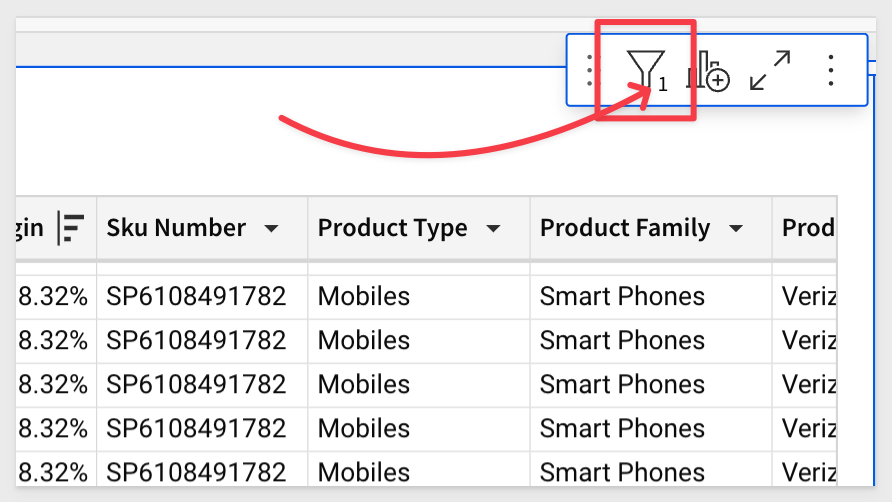 1
gin Sku Number Product Type Product Family Prod
8.32% SP6108491782 Mobiles Smart Phones Veriz
8.32% SP6108491782 Mobiles Smart Phones Veriz
8.32% SP6108491782 Mobiles Smart Phones Veriz
8.32% SP6108491782 Mobiles Smart Phones Veriz
8.32% SP6108491782 Mobiles Smart Phones Veriz